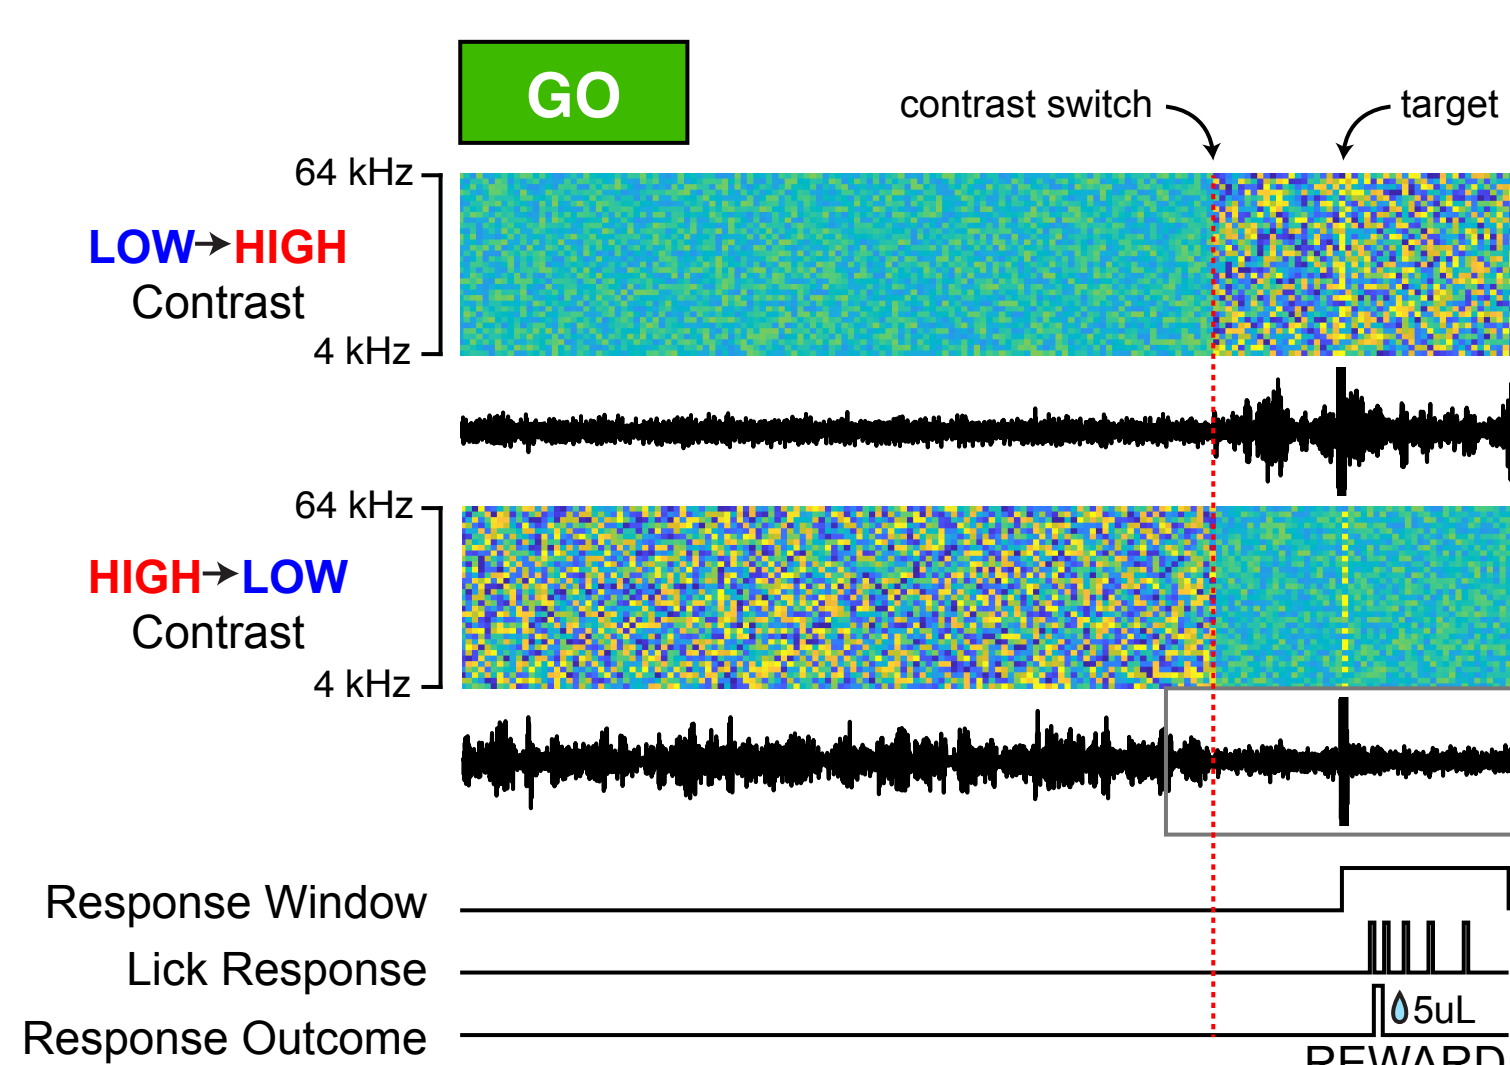 GO
contrast switch
target
64 kHz
LOW→HIGH
Contrast
4 kHz
64 kHz
HIGH→LOW
Contrast
4 kHz
Response Window
Lick Response
Response Outcome
5uL
REWARD